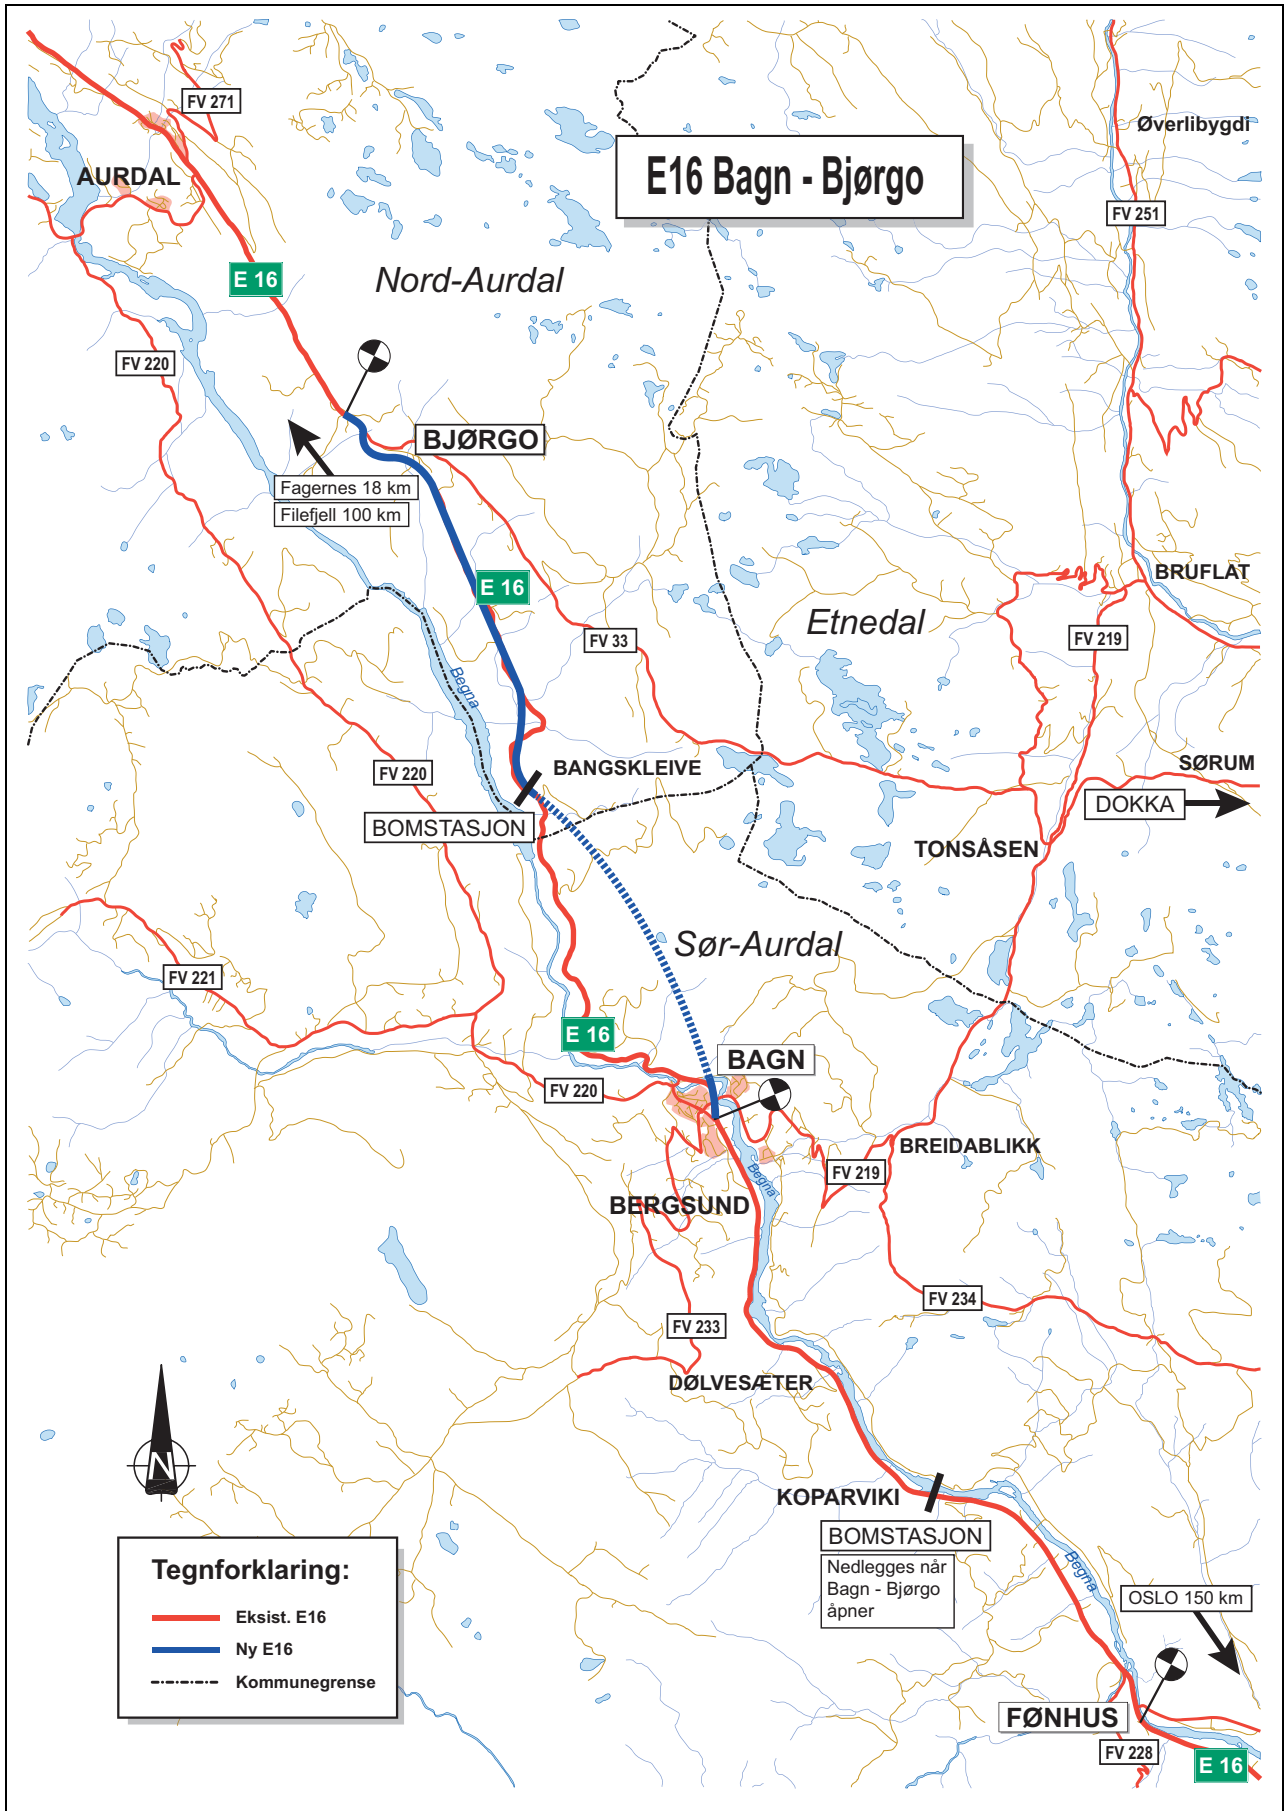 FV 271
Øverlibygdi
E16 Bagn - Bjørgo
AURDAL
FV 251
E 16
Nord-Aurdal
FV 220
BJØRGO
Fagernes 18 km
Filefjell 100 km
E 16
BRUFLAT
Etnedal
FV 33
FV 219
Begna
BANGSKLEIVE
SØRUM
FV 220
DOKKA
BOMSTASJON
TONSÅSEN
Sør-Aurdal
FV 221
E 16
BAGN
FV 220
BREIDABLIKK
FV 219
Begna
BERGSUND
FV 234
FV 233
DØLVESÆTER
N
KOPARVIKI
BOMSTASJON
Nedlegges når
Bagn - Bjørgo
åpner
Begna
OSLO 150 km
Tegnforklaring:
Eksist. E16
Ny E16
Kommunegrense
FØNHUS
FV 228
E 16